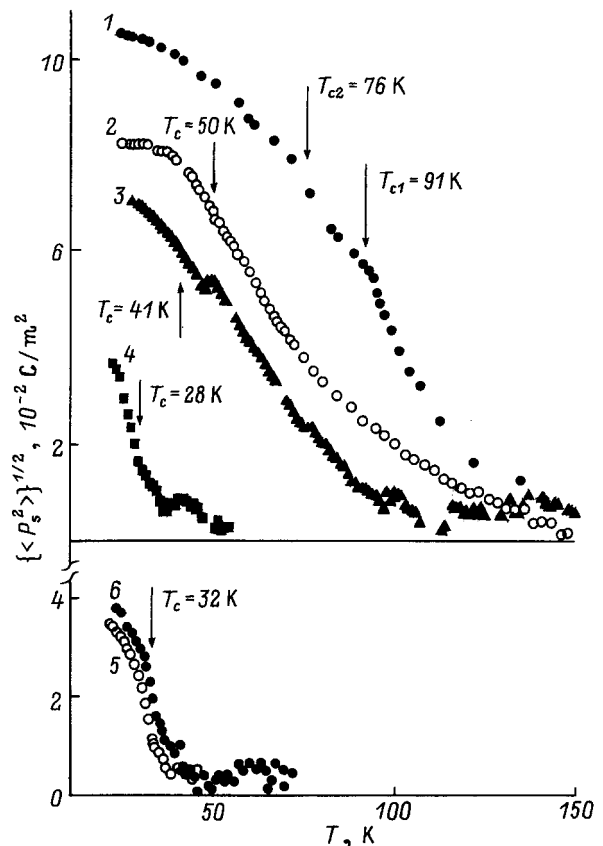 1
10
T_c2 = 76 K
2
T_c = 50 K
T_c1 = 91 K
3
6
T_c = 41 K
4
T_c = 28 K
2
{<P_s^2>}^1/2, 10^-2 C/m^2
4
6
T_c = 32 K
5
2
0
50
100
150
T, K